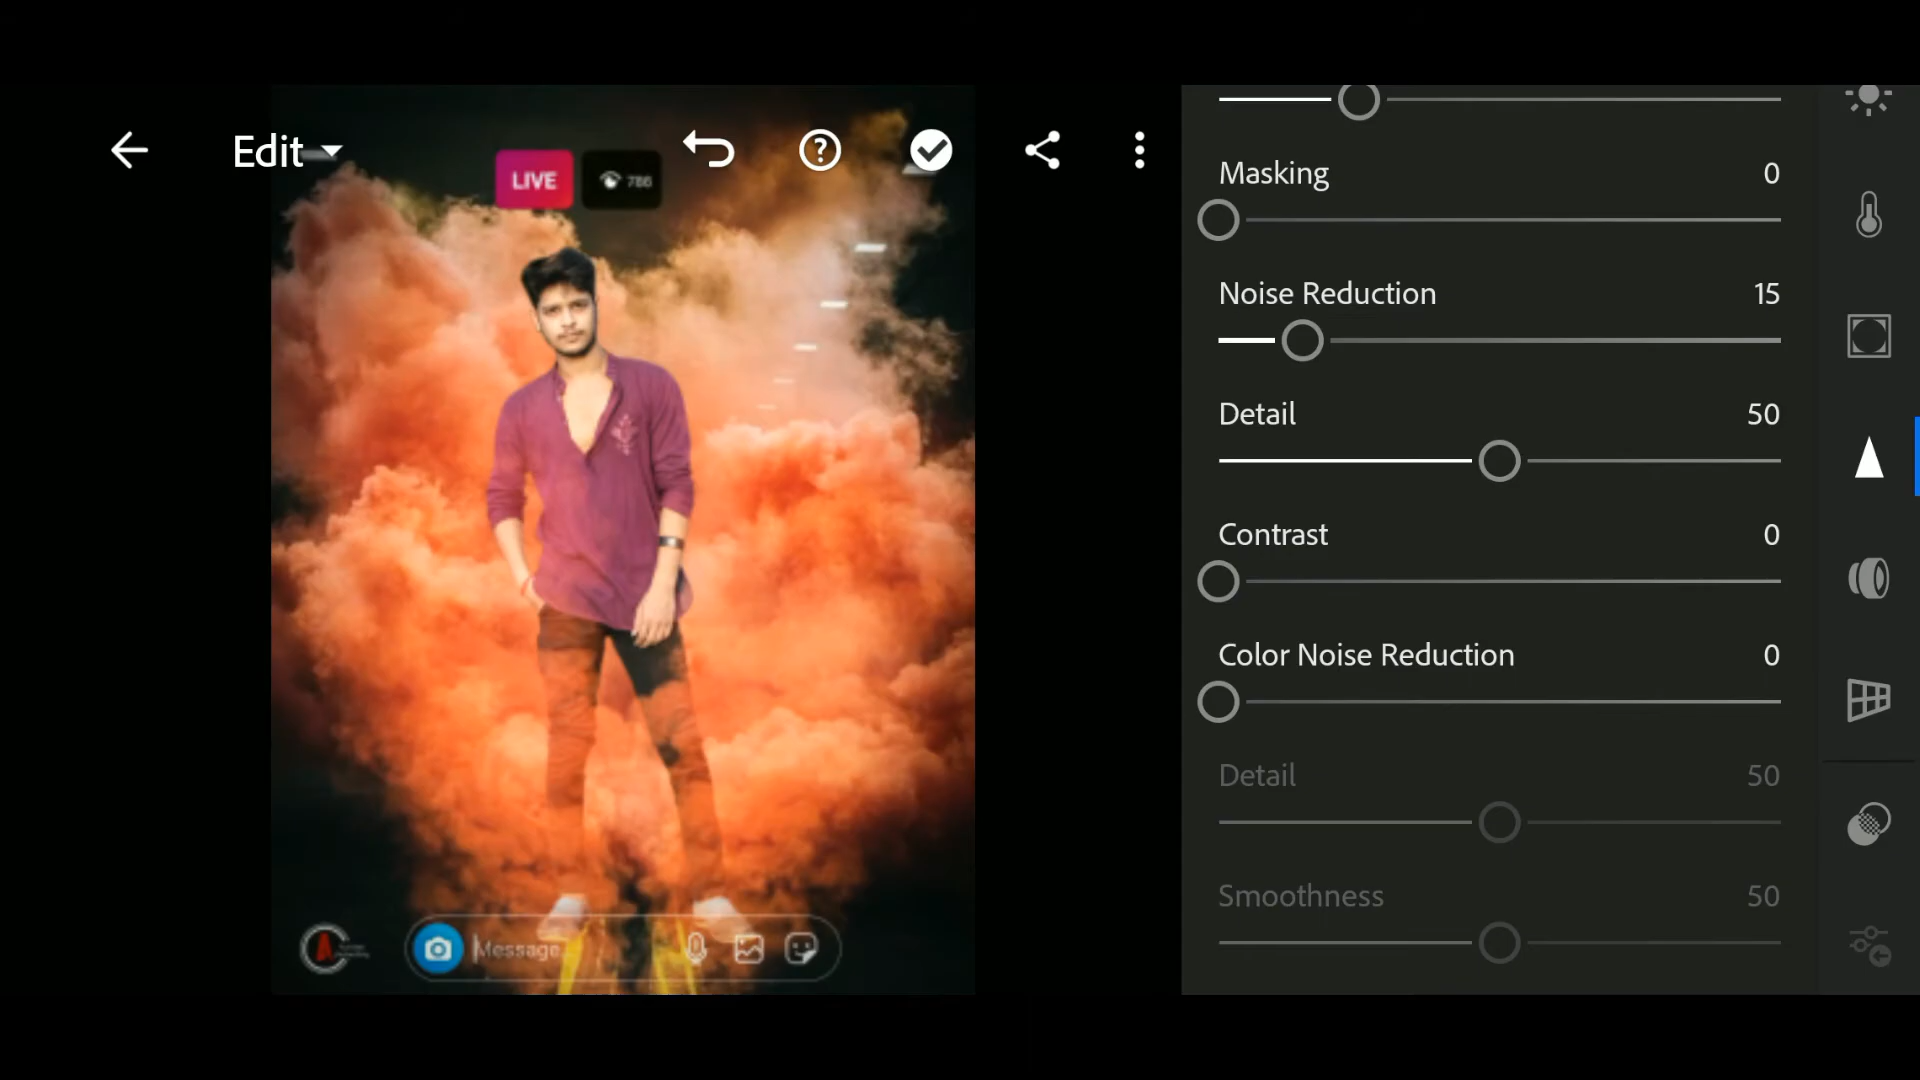 Edit
LIVE
786
Message...
Masking 0
Noise Reduction 15
Detail 50
Contrast 0
Color Noise Reduction 0
Detail 50
Smoothness 50